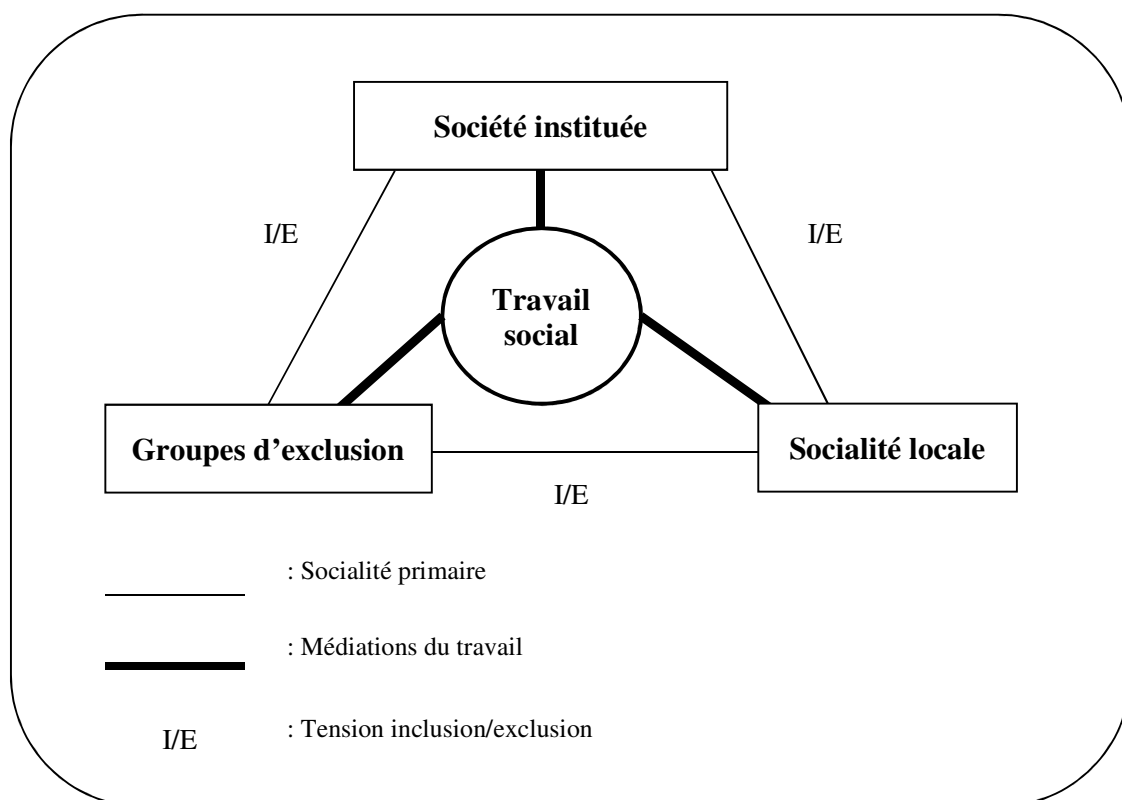 Société instituée
I/E
I/E
Travail
social
Groupes d’exclusion
Socialité locale
I/E
: Socialité primaire
: Médiations du travail
I/E : Tension inclusion/exclusion